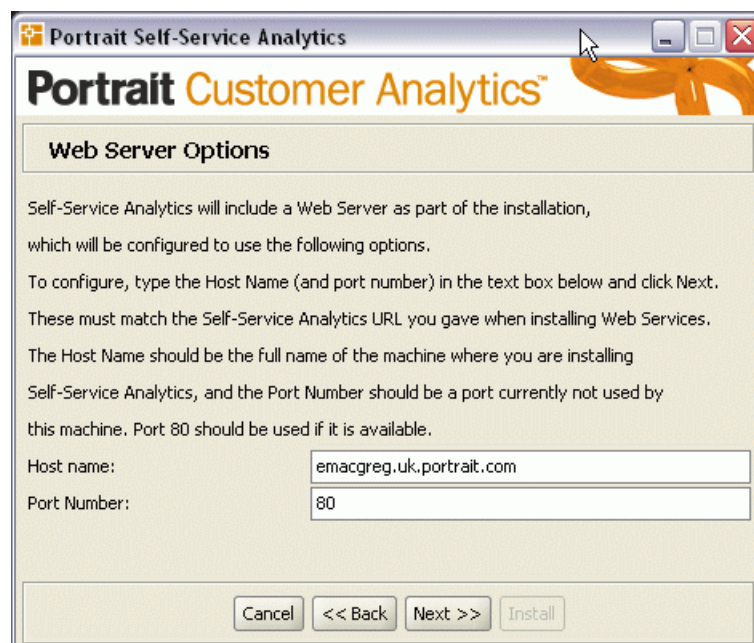 Portrait Self-Service Analytics
Portrait Customer Analytics™
Web Server Options
Self-Service Analytics will include a Web Server as part of the installation,
which will be configured to use the following options.
To configure, type the Host Name (and port number) in the text box below and click Next.
These must match the Self-Service Analytics URL you gave when installing Web Services.
The Host Name should be the full name of the machine where you are installing
Self-Service Analytics, and the Port Number should be a port currently not used by
this machine. Port 80 should be used if it is available.
Host name: emacgreg.uk.portrait.com
Port Number: 80
Cancel << Back Next >> Install